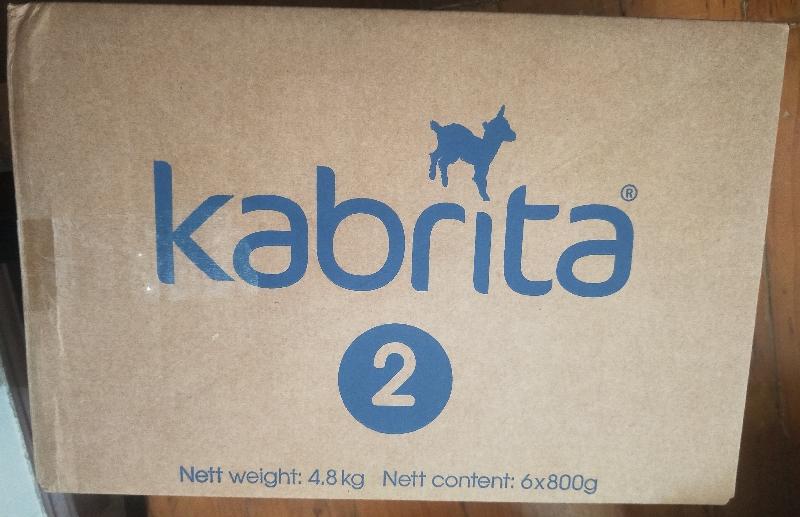 kabrita®
2
Nett weight: 4,8kg Nett content: 6x800g